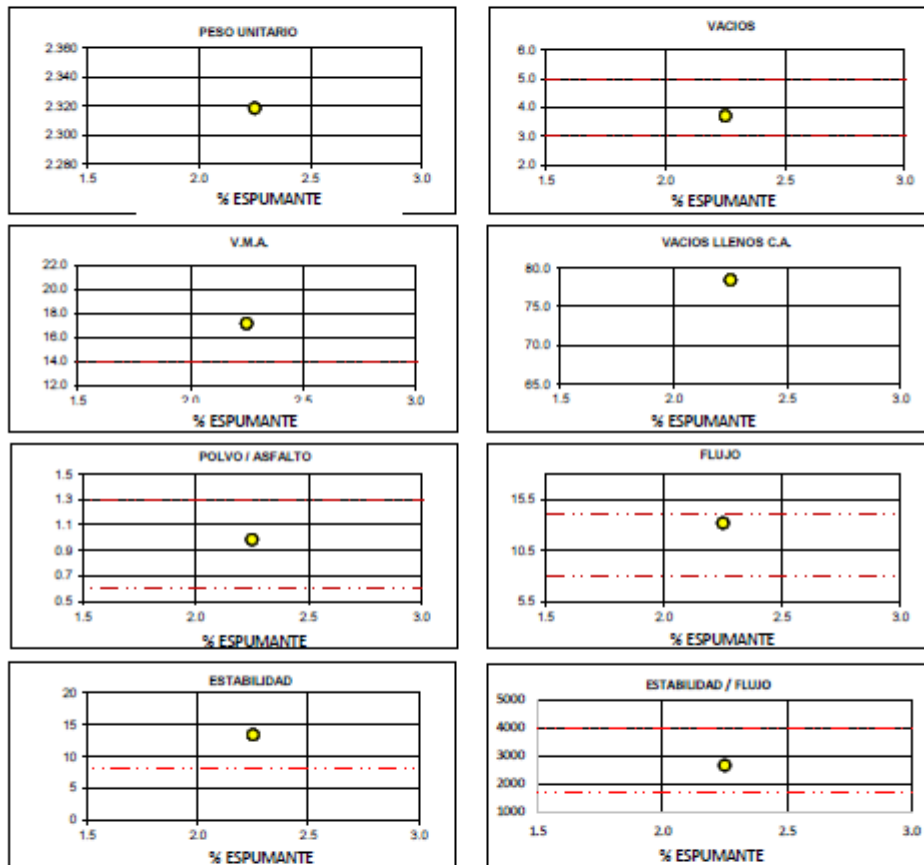 PESO UNITARIO
2.360
2.340
2.320
2.300
2.280
1.5 2.0 2.5 3.0
% ESPUMANTE
VACIOS
6.0
5.0
4.0
3.0
2.0
1.5 2.0 2.5 3.0
% ESPUMANTE
V.M.A.
22.0
20.0
18.0
16.0
14.0
12.0
1.5 2.0 2.5 3.0
% ESPUMANTE
VACIOS LLENOS C.A.
80.0
75.0
70.0
65.0
1.5 2.0 2.5 3.0
% ESPUMANTE
POLVO / ASFALTO
1.5
1.3
1.1
0.9
0.7
0.5
1.5 2.0 2.5 3.0
% ESPUMANTE
FLUJO
15.5
10.5
5.5
1.5 2.0 2.5 3.0
% ESPUMANTE
ESTABILIDAD
20
15
10
5
0
1.5 2.0 2.5 3.0
% ESPUMANTE
ESTABILIDAD / FLUJO
5000
4000
3000
2000
1000
1.5 2.0 2.5 3.0
% ESPUMANTE